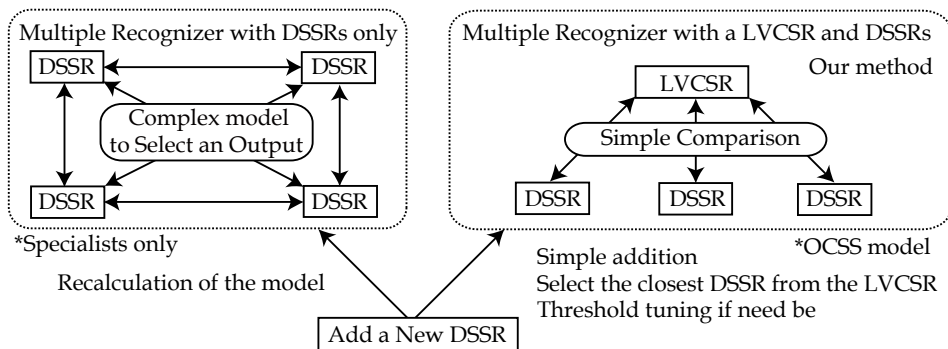 Multiple Recognizer with DSSRs only
DSSR
DSSR
Complex model
to Select an Output
DSSR
DSSR
*Specialists only
Multiple Recognizer with a LVCSR and DSSRs
Our method
LVCSR
Simple Comparison
DSSR
DSSR
DSSR
*OCSS model
Recalculation of the model
Simple addition
Select the closest DSSR from the LVCSR
Threshold tuning if need be
Add a New DSSR